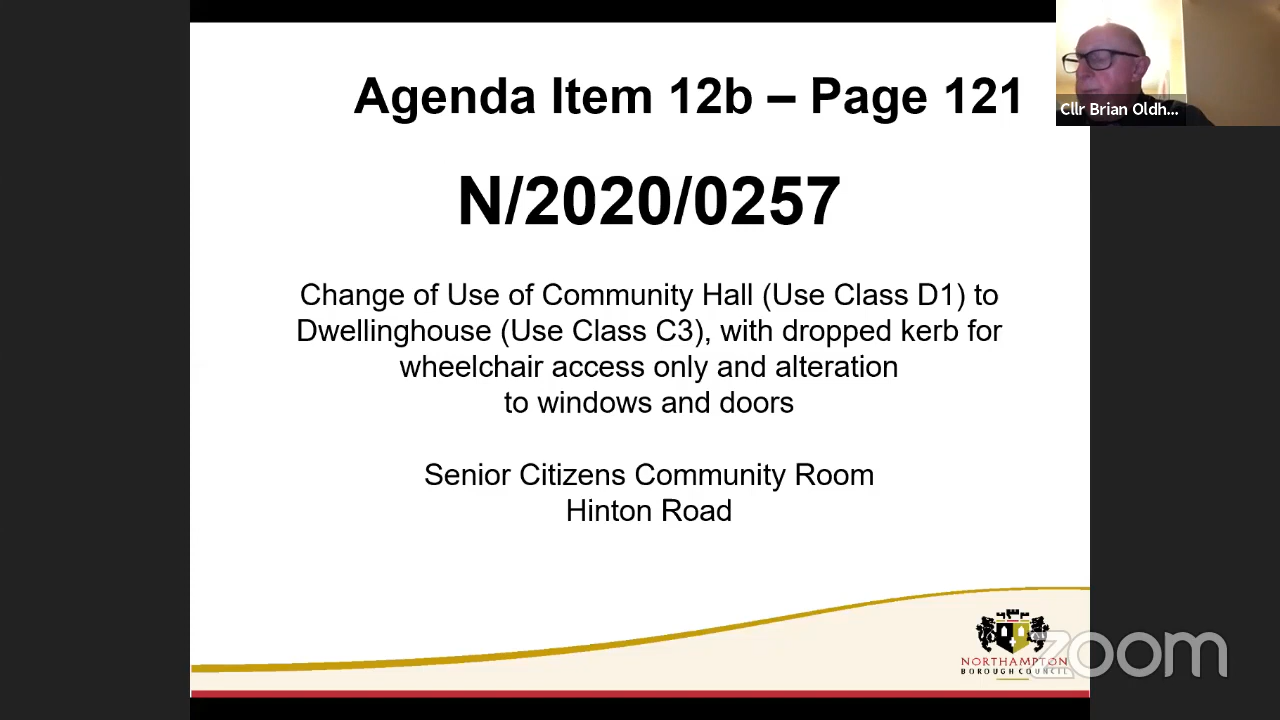 Agenda Item 12b – Page 121
Cllr Brian Oldh...
N/2020/0257
Change of Use of Community Hall (Use Class D1) to
Dwellinghouse (Use Class C3), with dropped kerb for
wheelchair access only and alteration
to windows and doors
Senior Citizens Community Room
Hinton Road
NORTHAMPTON
BOROUGH COUNCIL
zoom